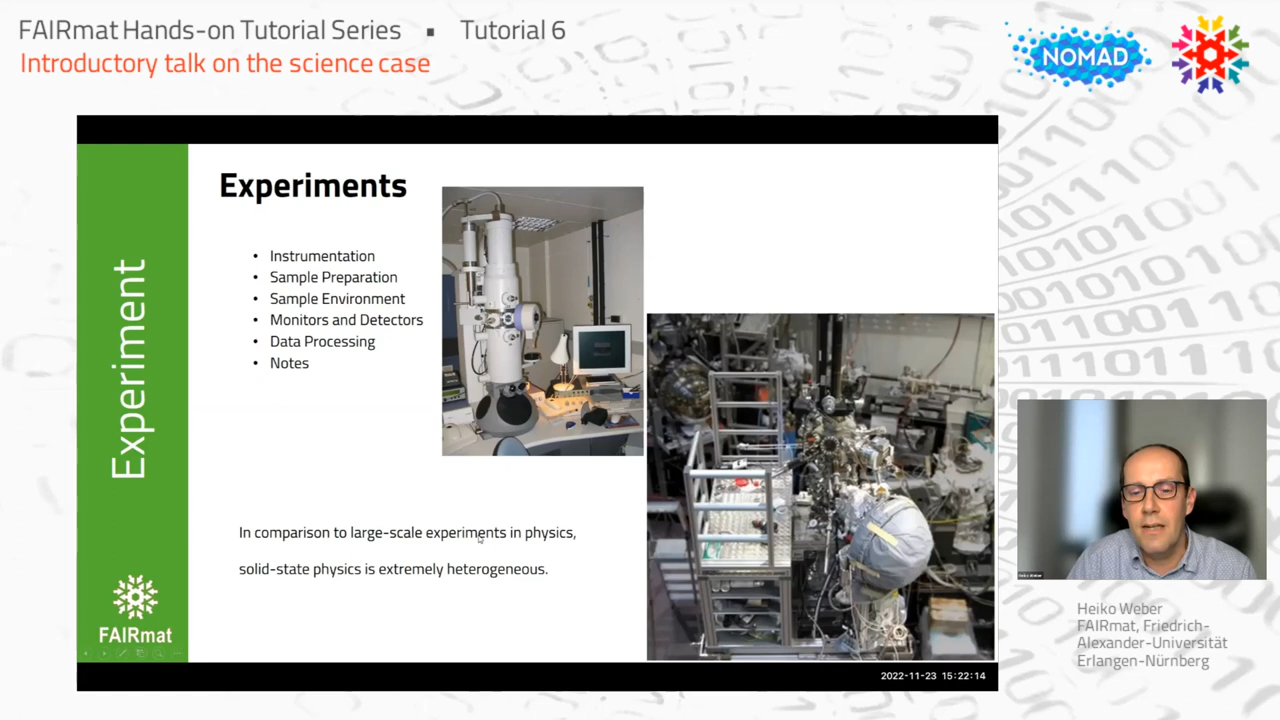 FAIRmat Hands-on Tutorial Series ▪ Tutorial 6
Introductory talk on the science case
NOMAD
Experiment
FAIRmat
Experiments
• Instrumentation
• Sample Preparation
• Sample Environment
• Monitors and Detectors
• Data Processing
• Notes
In comparison to large-scale experiments in physics,
solid-state physics is extremely heterogeneous.
2022-11-23 15:22:14
Heiko Weber
Heiko Weber
FAIRmat, Friedrich-
Alexander-Universität
Erlangen-Nürnberg